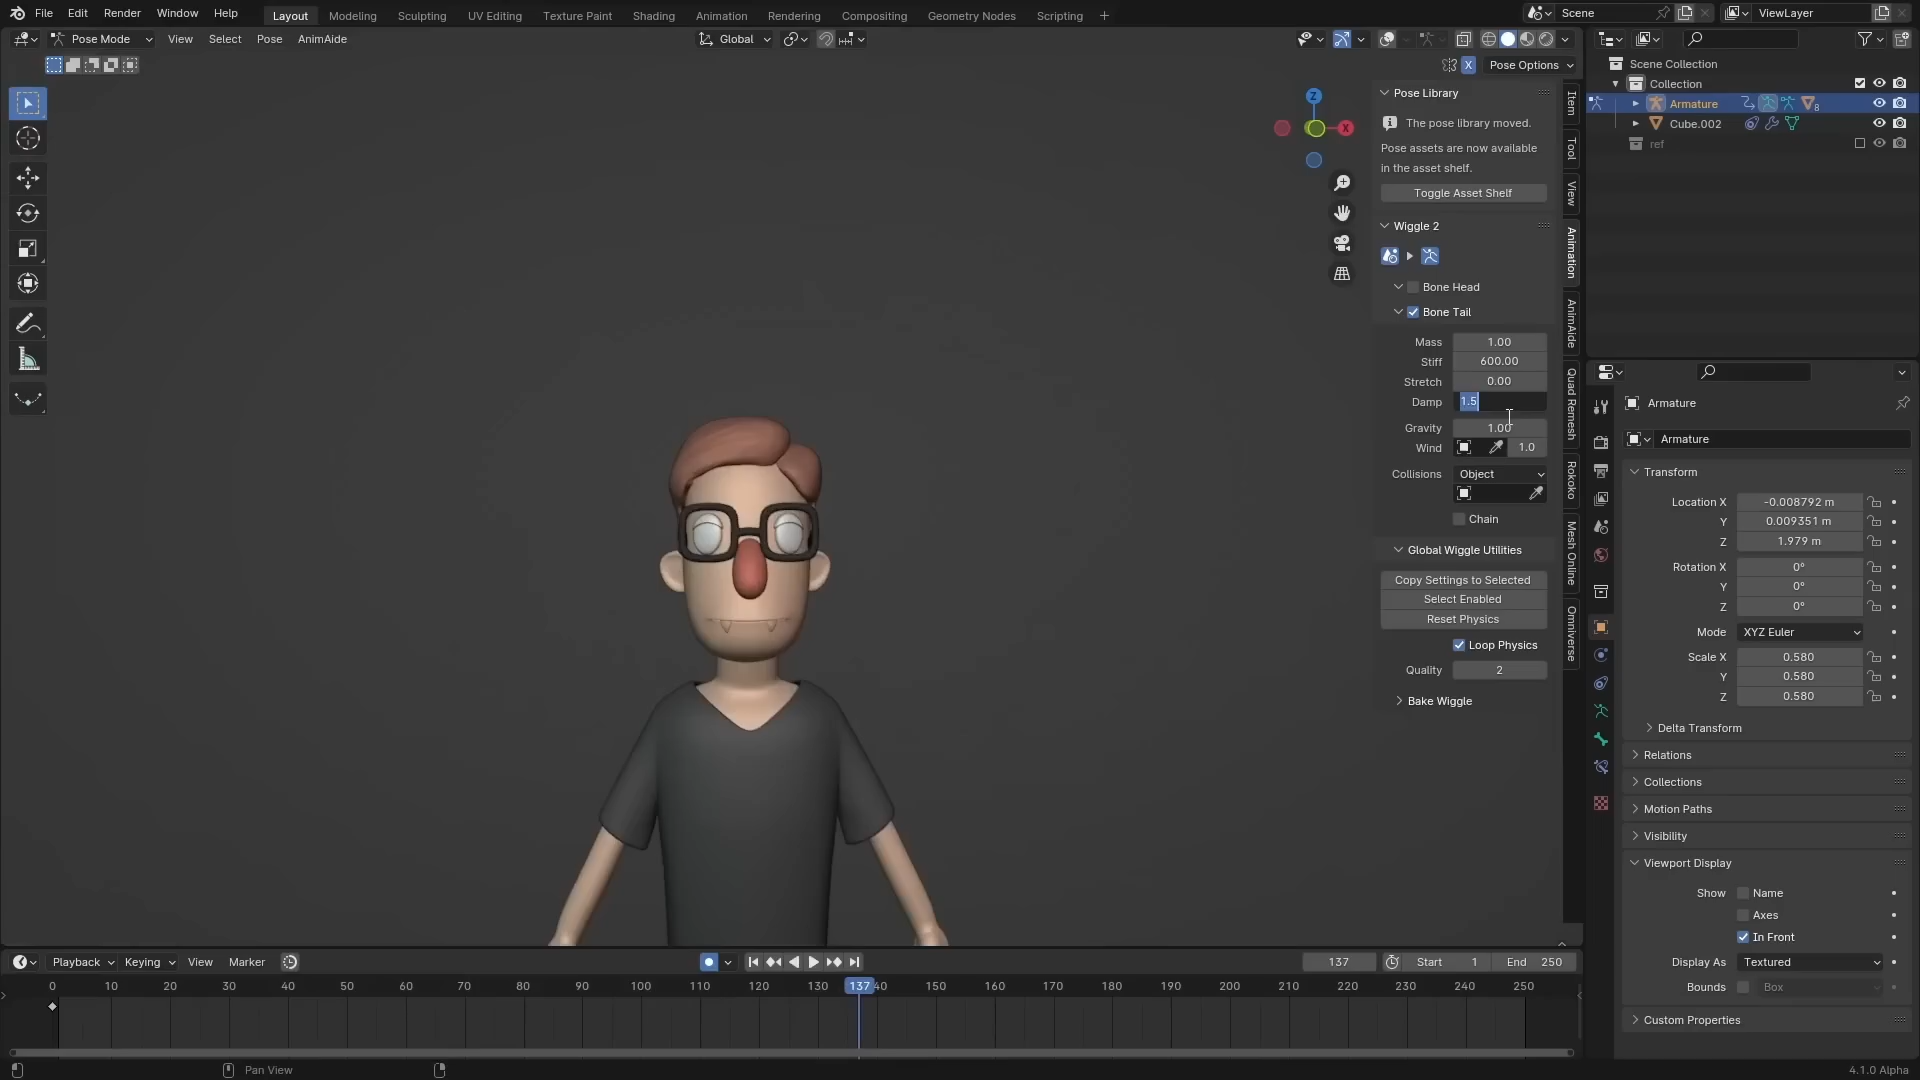 File Edit Render Window Help Layout Modeling Sculpting UV Editing Texture Paint Shading Animation Rendering Compositing Geometry Nodes Scripting + Scene ViewLayer
Pose Mode View Select Pose AnimAide Global
X Pose Options
Scene Collection
Collection
Armature 8
Cube.002
ref
Z
X
Pose Library
The pose library moved.
Pose assets are now available
in the asset shelf.
Toggle Asset Shelf
Wiggle 2
Bone Head
Bone Tail
Mass 1.00
Stiff 600.00
Stretch 0.00
Damp 1.5
Gravity 1.00
Wind 1.0
Collisions Object
Chain
Global Wiggle Utilities
Copy Settings to Selected
Select Enabled
Reset Physics
Loop Physics
Quality 2
Bake Wiggle
Item
Tool
View
Animation
AnimAide
Quad Remesh
Rokoko
Mesh Online
Omniverse
Armature
Armature
Transform
Location X -0.008792 m
Y 0.009351 m
Z 1.979 m
Rotation X 0°
Y 0°
Z 0°
Mode XYZ Euler
Scale X 0.580
Y 0.580
Z 0.580
Delta Transform
Relations
Collections
Motion Paths
Visibility
Viewport Display
Show Name
Axes
In Front
Display As Textured
Bounds Box
Custom Properties
Playback Keying View Marker 137 Start 1 End 250
0 10 20 30 40 50 60 70 80 90 100 110 120 130 137 40 150 160 170 180 190 200 210 220 230 240 250
Pan View 4.1.0 Alpha